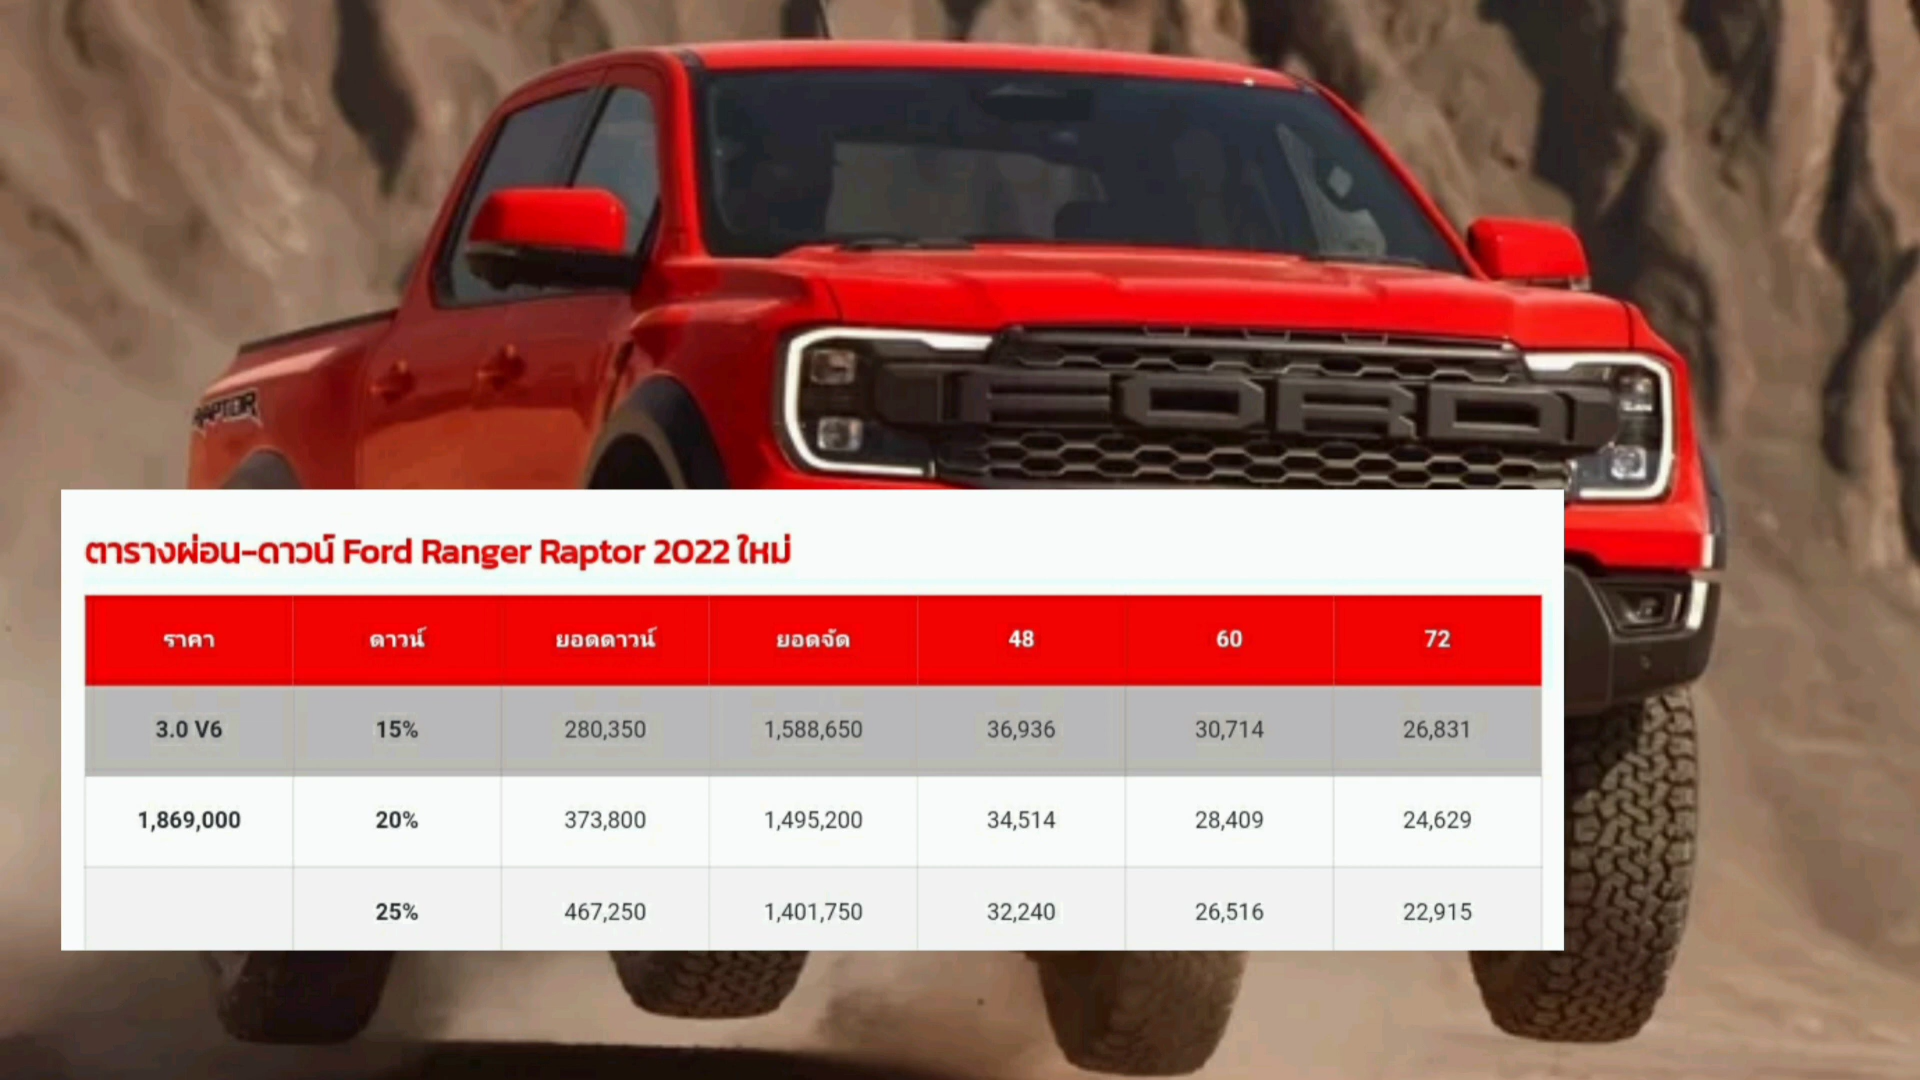 RAPTOR
FORD
ตารางผ่อน-ดาวน์ Ford Ranger Raptor 2022 ใหม่
ราคา ดาวน์ ยอดดาวน์ ยอดจัด 48 60 72
3.0 V6 15% 280,350 1,588,650 36,936 30,714 26,831
1,869,000 20% 373,800 1,495,200 34,514 28,409 24,629
25% 467,250 1,401,750 32,240 26,516 22,915